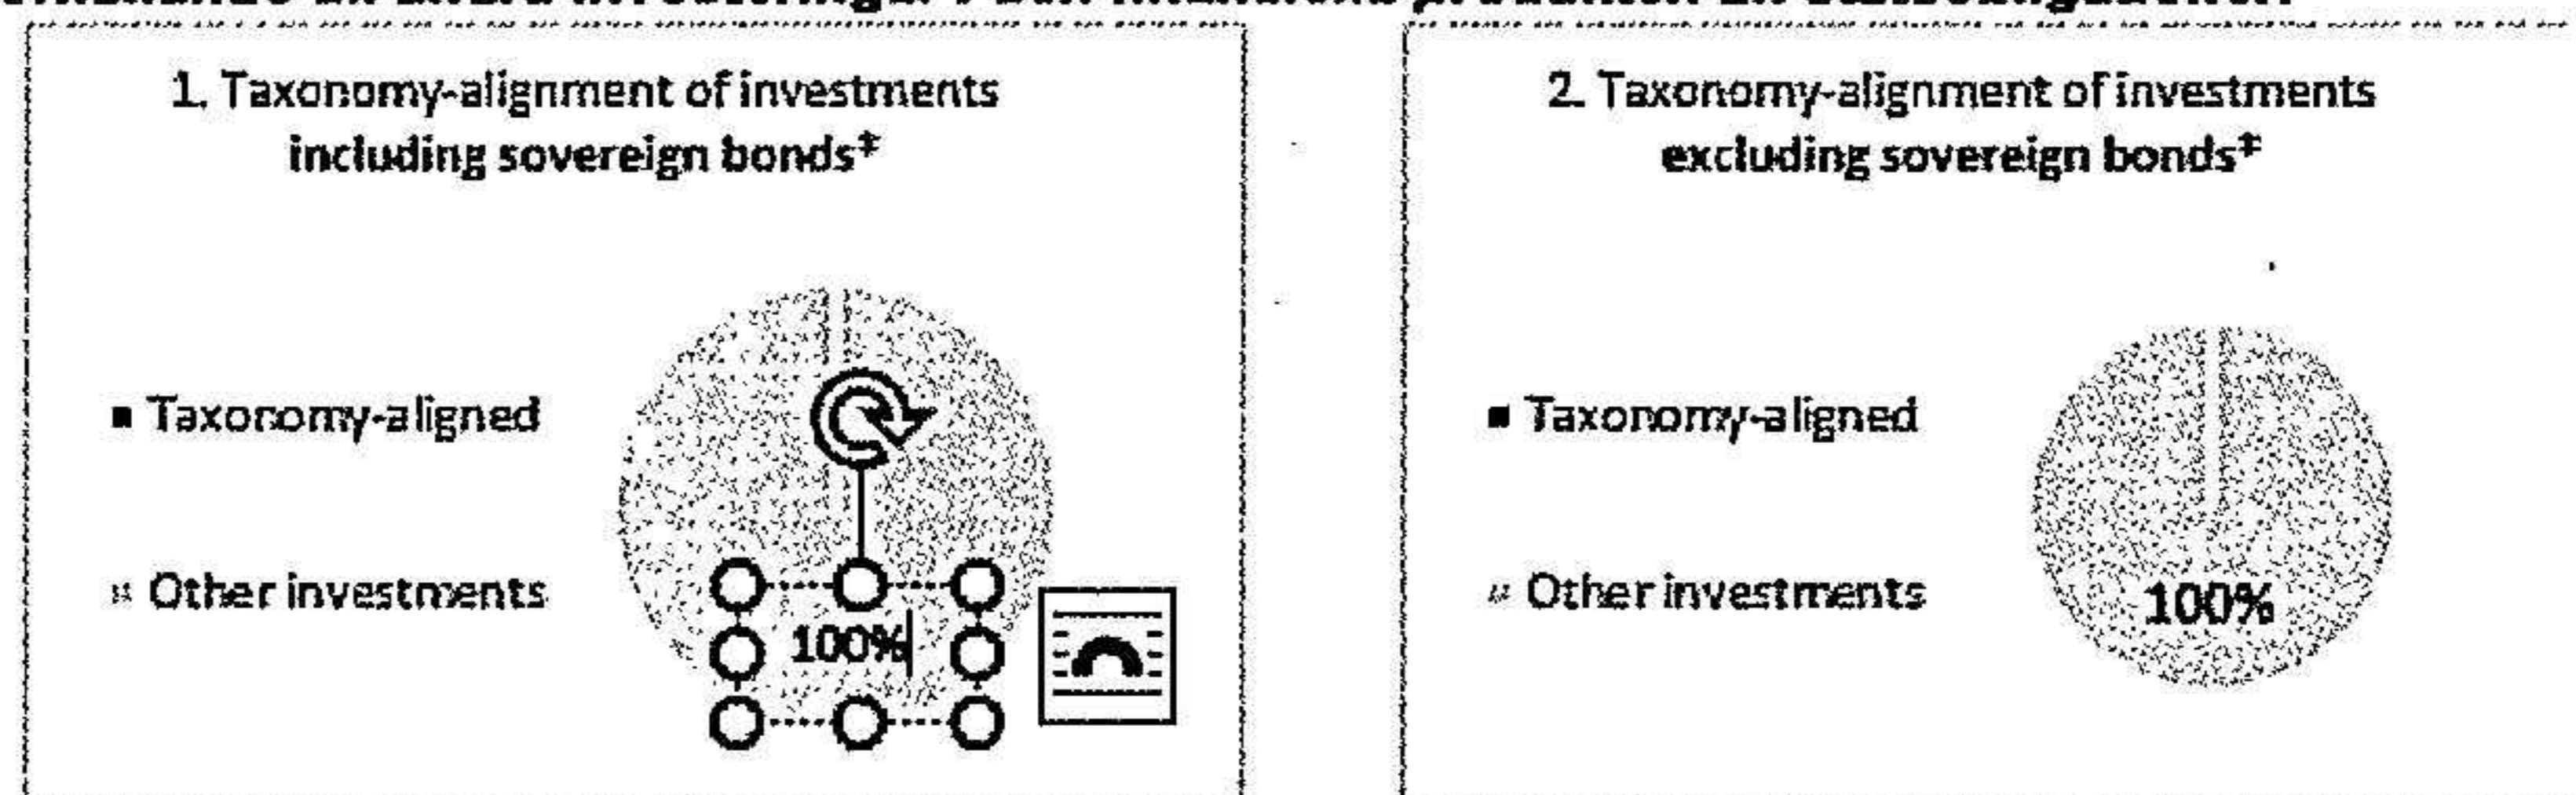 1. Taxonomy-alignment of investments
including sovereign bonds*
Taxonomy-aligned
Other investments
100%
2. Taxonomy-alignment of investments
excluding sovereign bonds*
Taxonomy-aligned
Other investments
100%